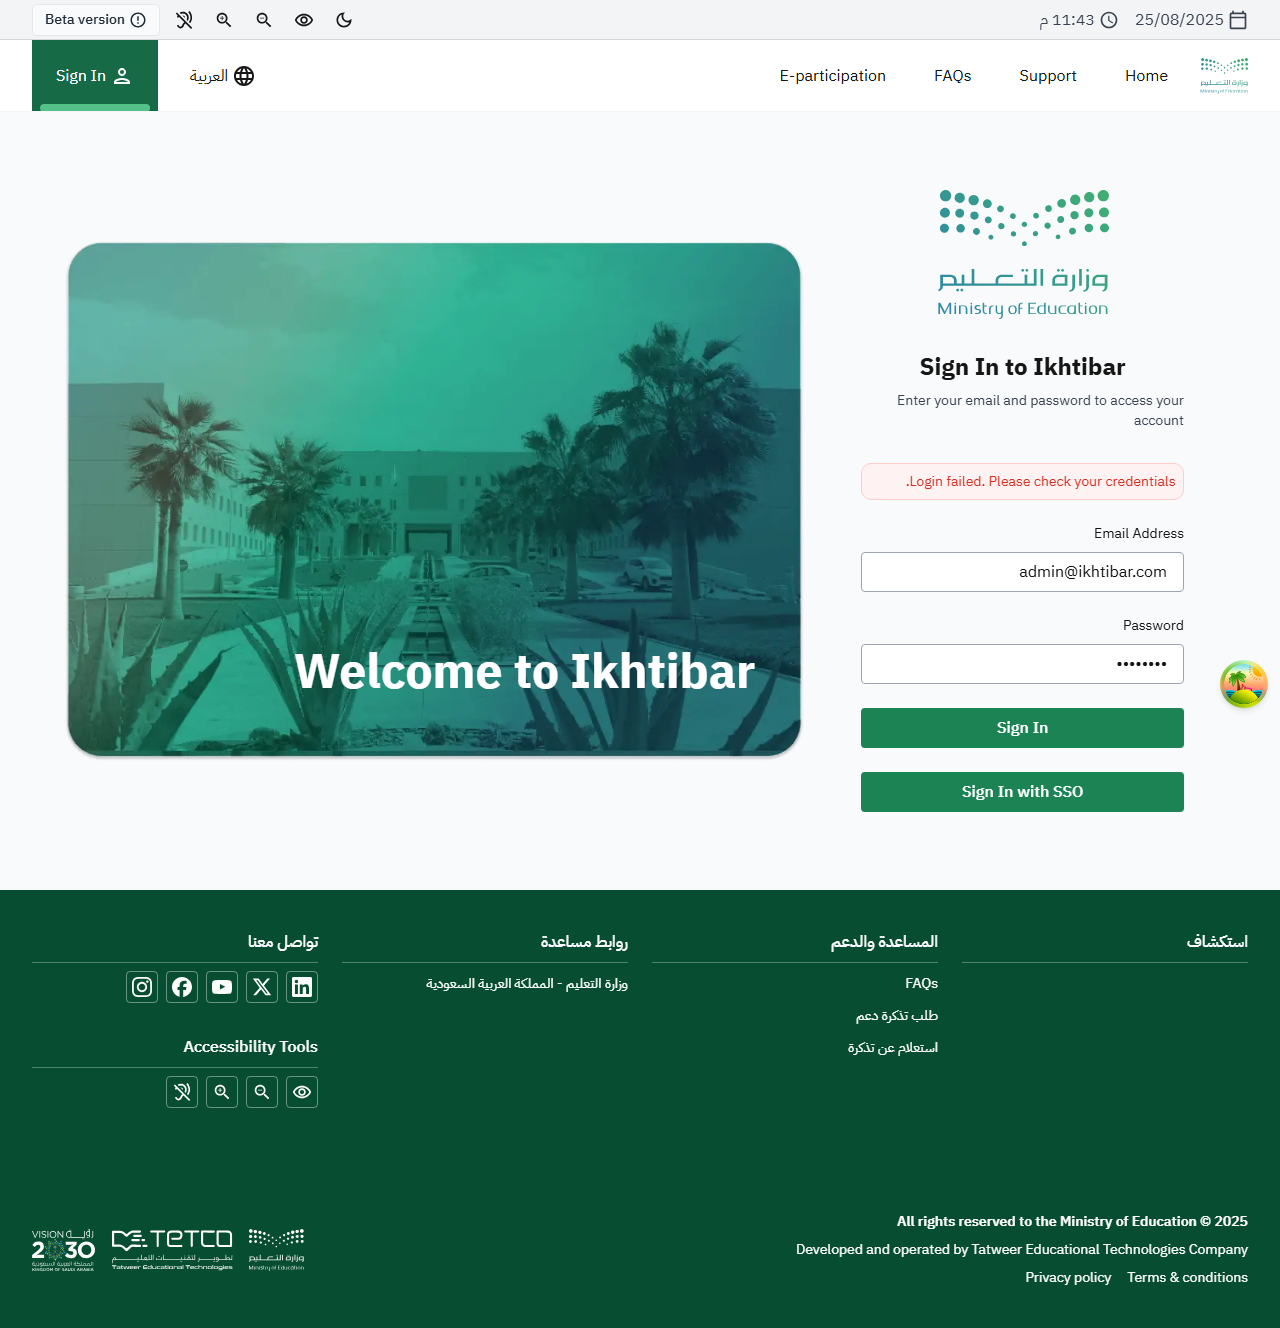 Beta version
25/08/2025
11:43 م
Sign In
العربية
E-participation
FAQs
Support
Home
وزارة التعليم
Ministry of Education
وزارة التعليم
Ministry of Education
Sign In to Ikhtibar
Enter your email and password to access your
account
.Login failed. Please check your credentials
Email Address
admin@ikhtibar.com
Password
••••••••
Sign In
Sign In with SSO
Welcome to Ikhtibar
استكشاف
المساعدة والدعم
FAQs
طلب تذكرة دعم
استعلام عن تذكرة
روابط مساعدة
وزارة التعليم - المملكة العربية السعودية
تواصل معنا
Accessibility Tools
All rights reserved to the Ministry of Education © 2025
Developed and operated by Tatweer Educational Technologies Company
Privacy policy
Terms & conditions
VISION رؤية
2030
المملكة العربية السعودية
KINGDOM OF SAUDI ARABIA
TETCO
تطوير لتقنيات التعليم
Tatweer Educational Technologies
وزارة التعليم
Ministry of Education